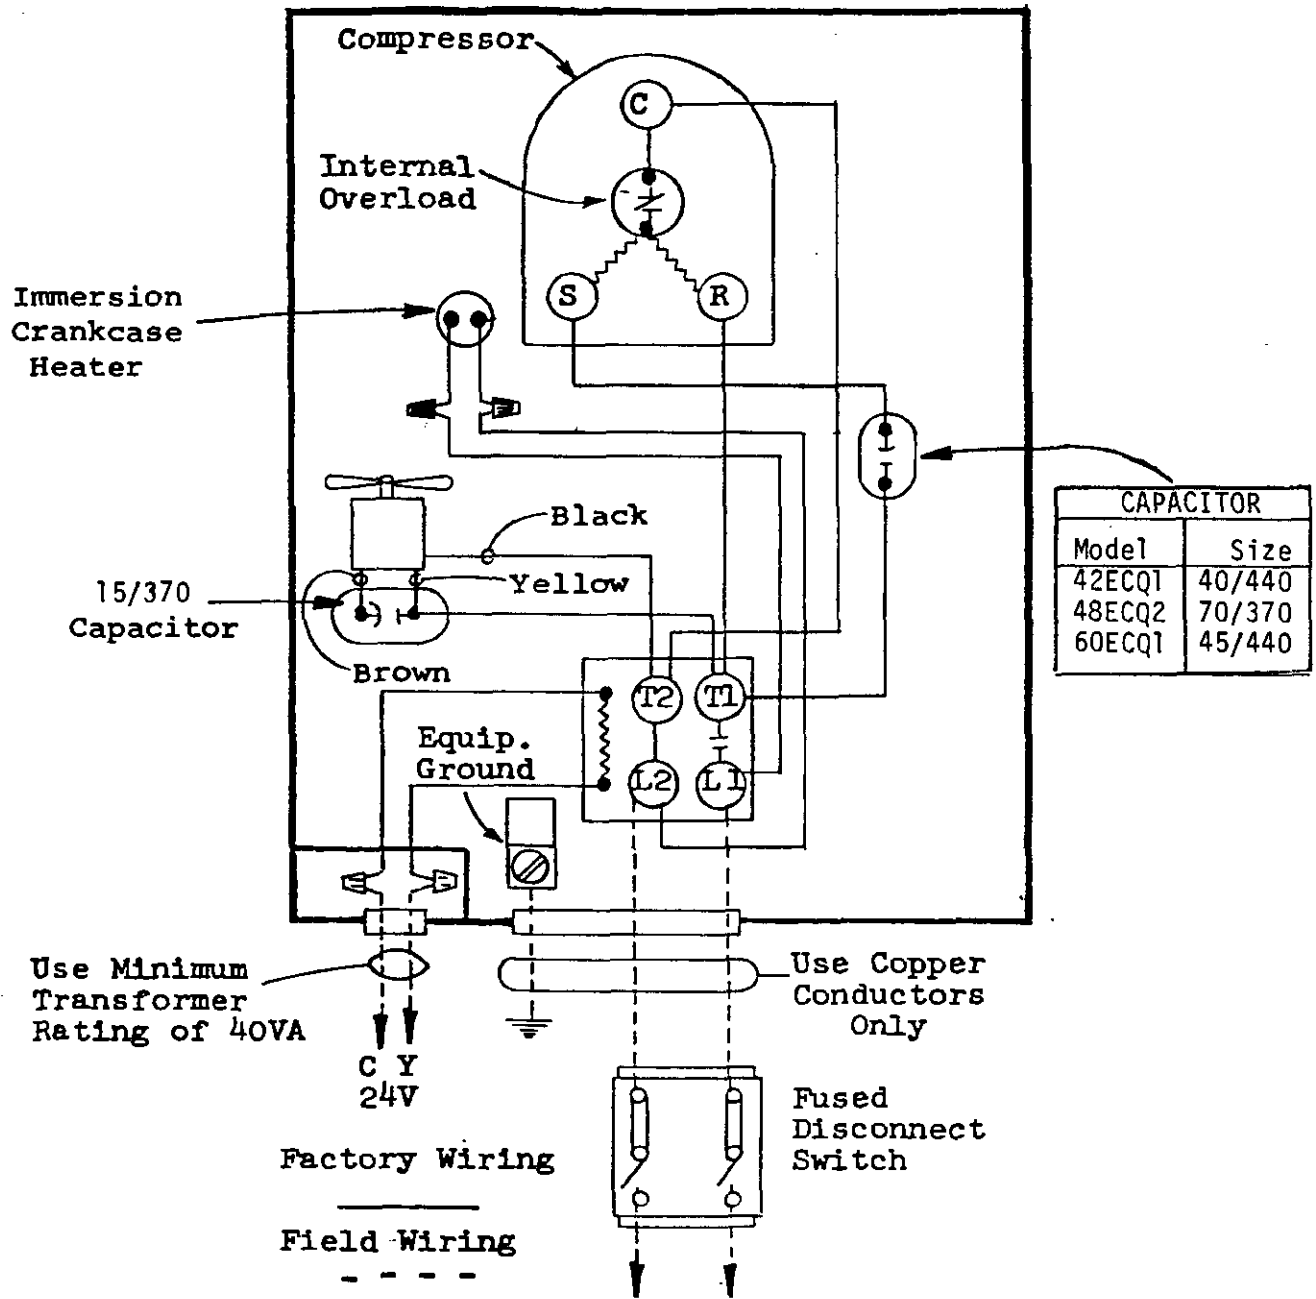 Compressor
C
Internal
Overload
S
R
Immersion
Crankcase
Heater
Black
Yellow
15/370
Capacitor
Brown
CAPACITOR
Model Size
42ECQ1 40/440
48ECQ2 70/370
60ECQ1 45/440
T2
T1
Equip.
Ground
L2
L1
Use Minimum
Transformer
Rating of 40VA
C Y
24V
Use Copper
Conductors
Only
Fused
Disconnect
Switch
Factory Wiring
Field Wiring